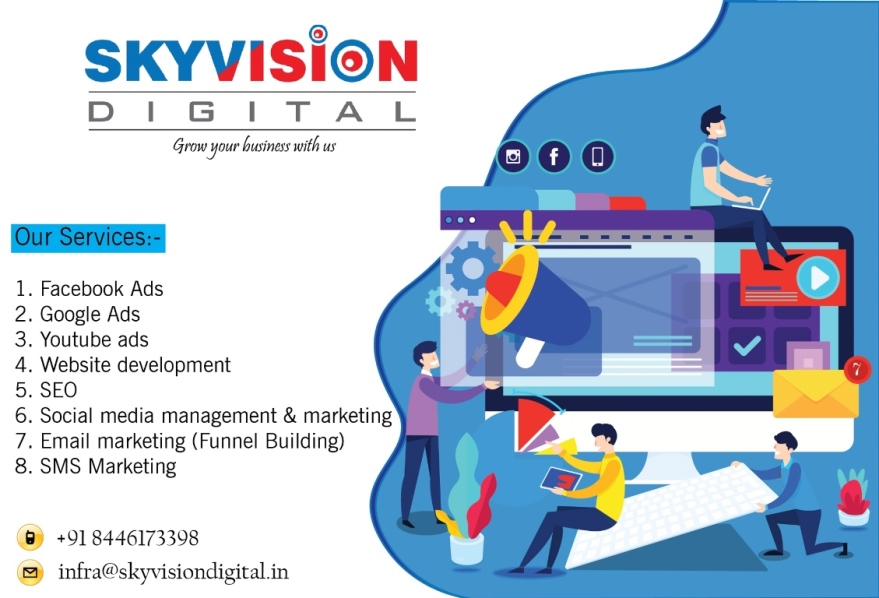 SKYVISION
DIGITAL
Grow your business with us
Our Services:-
1. Facebook Ads
2. Google Ads
3. Youtube ads
4. Website development
5. SEO
6. Social media management & marketing
7. Email marketing (Funnel Building)
8. SMS Marketing
+91 8446173398
infra@skyvisiondigital.in
f
7